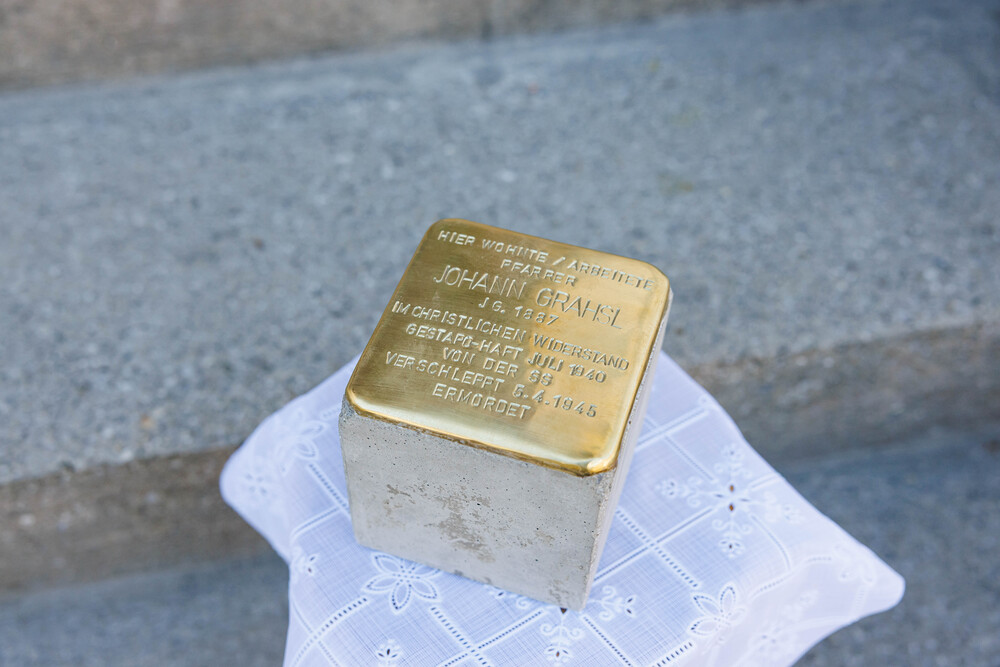 HIER WOHNTE / ARBEITETE
PFARRER
JOHANN GRAHSL
JG. 1887
IM CHRISTLICHEN WIDERSTAND
GESTAPO-HAFT JULI 1940
VON DER SS
VERSCHLEPPT 5.4.1945
ERMORDET